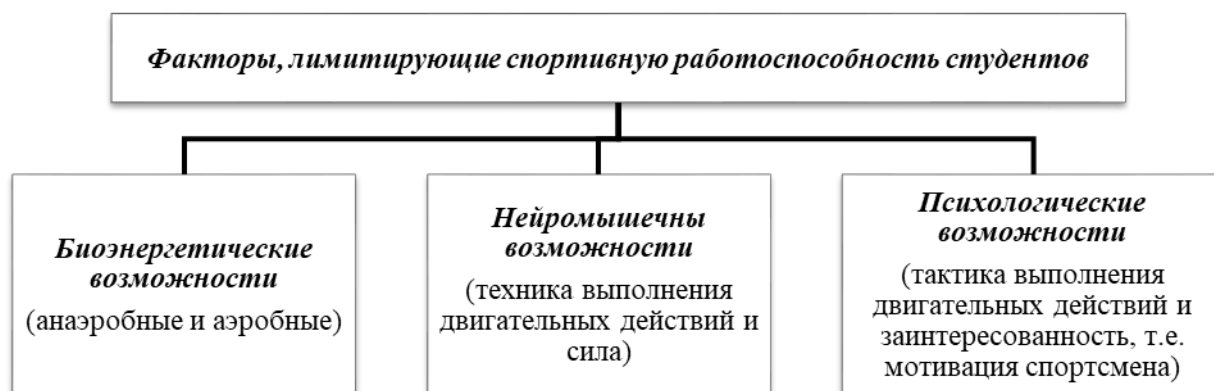 Факторы, лимитирующие спортивную работоспособность студентов
Биоэнергетические
возможности
(анаэробные и аэробные)
Нейромышечны
возможности
(техника выполнения
двигательных действий и
сила)
Психологические
возможности
(тактика выполнения
двигательных действий и
заинтересованность, т.е.
мотивация спортсмена)